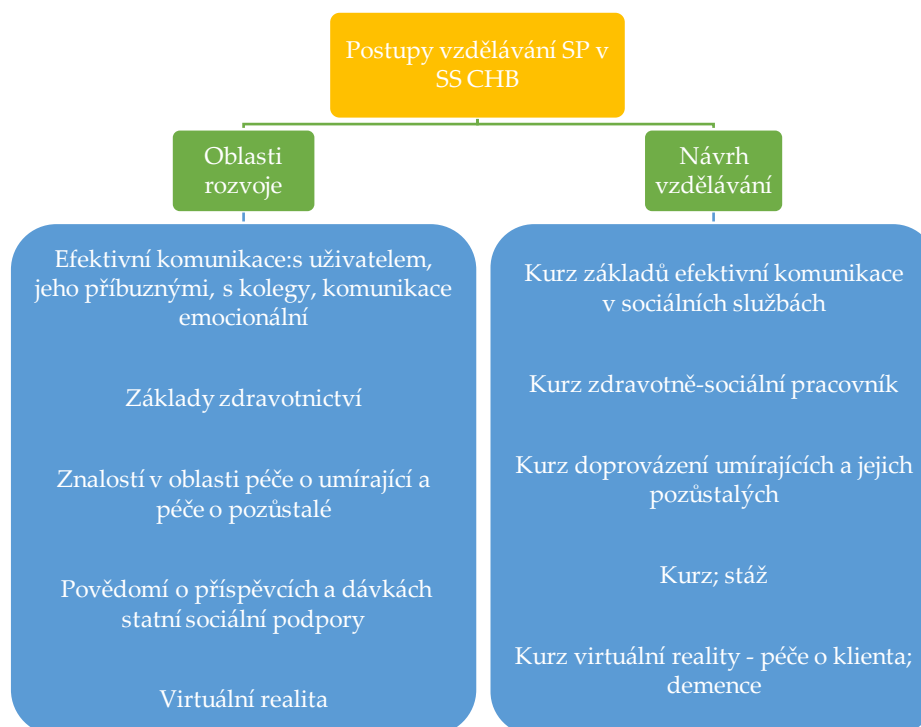 Postupy vzdělávání SP v
SS CHB
Oblasti
rozvoje
Návrh
vzdělávání
Efektivní komunikace:s uživatelem,
jeho příbuznými, s kolegy, komunikace
emocionální
Základy zdravotnictví
Znalostí v oblasti péče o umírající a
péče o pozůstalé
Povědomí o příspěvcích a dávkách
statní sociální podpory
Virtuální realita
Kurz základů efektivní komunikace
v sociálních službách
Kurz zdravotně-sociální pracovník
Kurz doprovázení umírajících a jejich
pozůstalých
Kurz; stáž
Kurz virtuální reality - péče o klienta;
demence